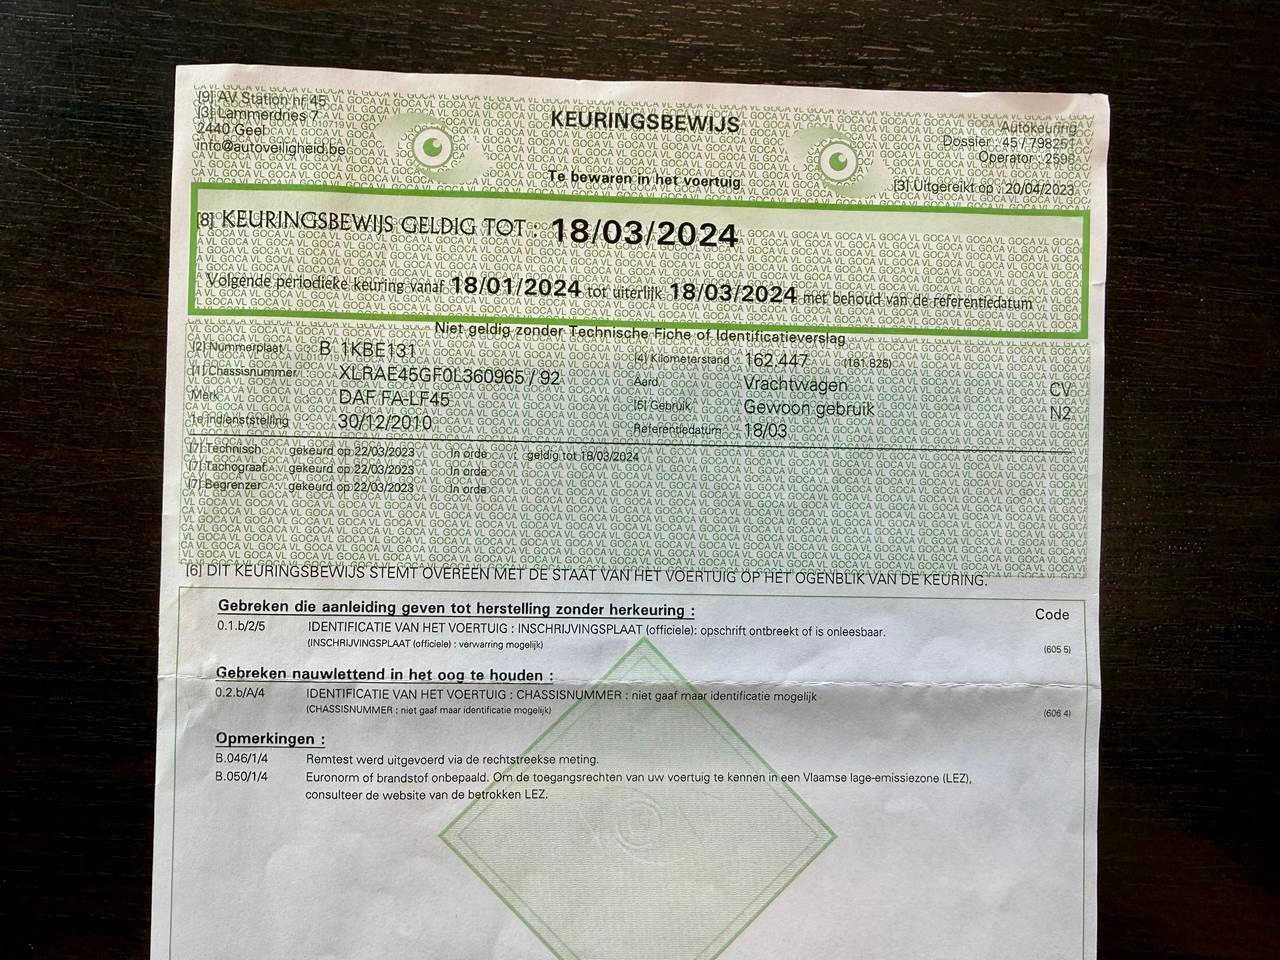 [9] AV Station nr 45
[3] Lammerdries 7
2440 Geel
info@autoveiligheid.be
KEURINGSBEWIJS
Te bewaren in het voertuig
Autokeuring
Dossier : 45 / 798251
Operator : 2596
[3] Uitgereikt op : 20/04/2023
[8] KEURINGSBEWIJS GELDIG TOT : 18/03/2024
Volgende periodieke keuring vanaf 18/01/2024 tot uiterlijk 18/03/2024 met behoud van de referentiedatum
Niet geldig zonder Technische Fiche of Identificatieverslag
[2] Nummerplaat B 1KBE131
[1] Chassisnummer XLRAE45GF0L360965 / 92
Merk DAF FA-LF45
1e indienststelling 30/12/2010
[4] Kilometerstand 162.447 (161.825)
Aard Vrachtwagen CV
[5] Gebruik Gewoon gebruik N2
Referentiedatum 18/03
[7] Technisch gekeurd op 22/03/2023 In orde geldig tot 18/03/2024
[7] Tachograaf gekeurd op 22/03/2023 In orde
[7] Begrenzer gekeurd op 22/03/2023 In orde
[6] DIT KEURINGSBEWIJS STEMT OVEREEN MET DE STAAT VAN HET VOERTUIG OP HET OGENBLIK VAN DE KEURING.
Gebreken die aanleiding geven tot herstelling zonder herkeuring : Code
0.1.b/2/5 IDENTIFICATIE VAN HET VOERTUIG : INSCHRIJVINGSPLAAT (officiele): opschrift ontbreekt of is onleesbaar.
(INSCHRIJVINGSPLAAT (officiele) : verwarring mogelijk) (605 5)
Gebreken nauwlettend in het oog te houden :
0.2.b/A/4 IDENTIFICATIE VAN HET VOERTUIG : CHASSISNUMMER : niet gaaf maar identificatie mogelijk
(CHASSISNUMMER : niet gaaf maar identificatie mogelijk) (606 4)
Opmerkingen :
B.046/1/4 Remtest werd uitgevoerd via de rechtstreekse meting.
B.050/1/4 Euronorm of brandstof onbepaald. Om de toegangsrechten van uw voertuig te kennen in een Vlaamse lage-emissiezone (LEZ),
consulteer de website van de betrokken LEZ.